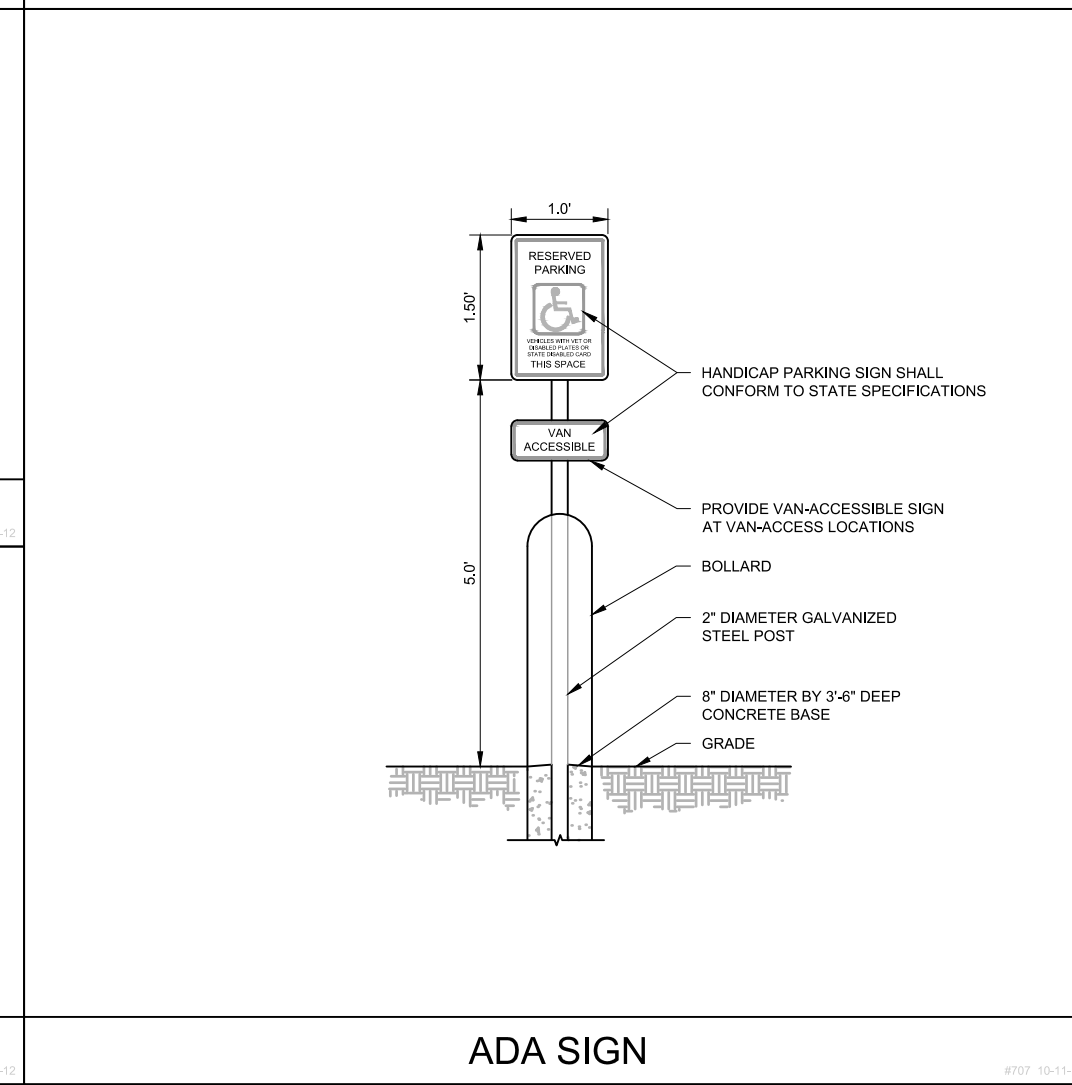 1.0'
RESERVED
PARKING
1.50'
VEHICLES WITH VET OR
DISABLED PLATES OR
STATE DISABLED CARD
THIS SPACE
HANDICAP PARKING SIGN SHALL
CONFORM TO STATE SPECIFICATIONS
VAN
ACCESSIBLE
PROVIDE VAN-ACCESSIBLE SIGN
AT VAN-ACCESS LOCATIONS
-12
5.0'
BOLLARD
2" DIAMETER GALVANIZED
STEEL POST
8" DIAMETER BY 3'-6" DEEP
CONCRETE BASE
GRADE
ADA SIGN
-12
#707 10-11-